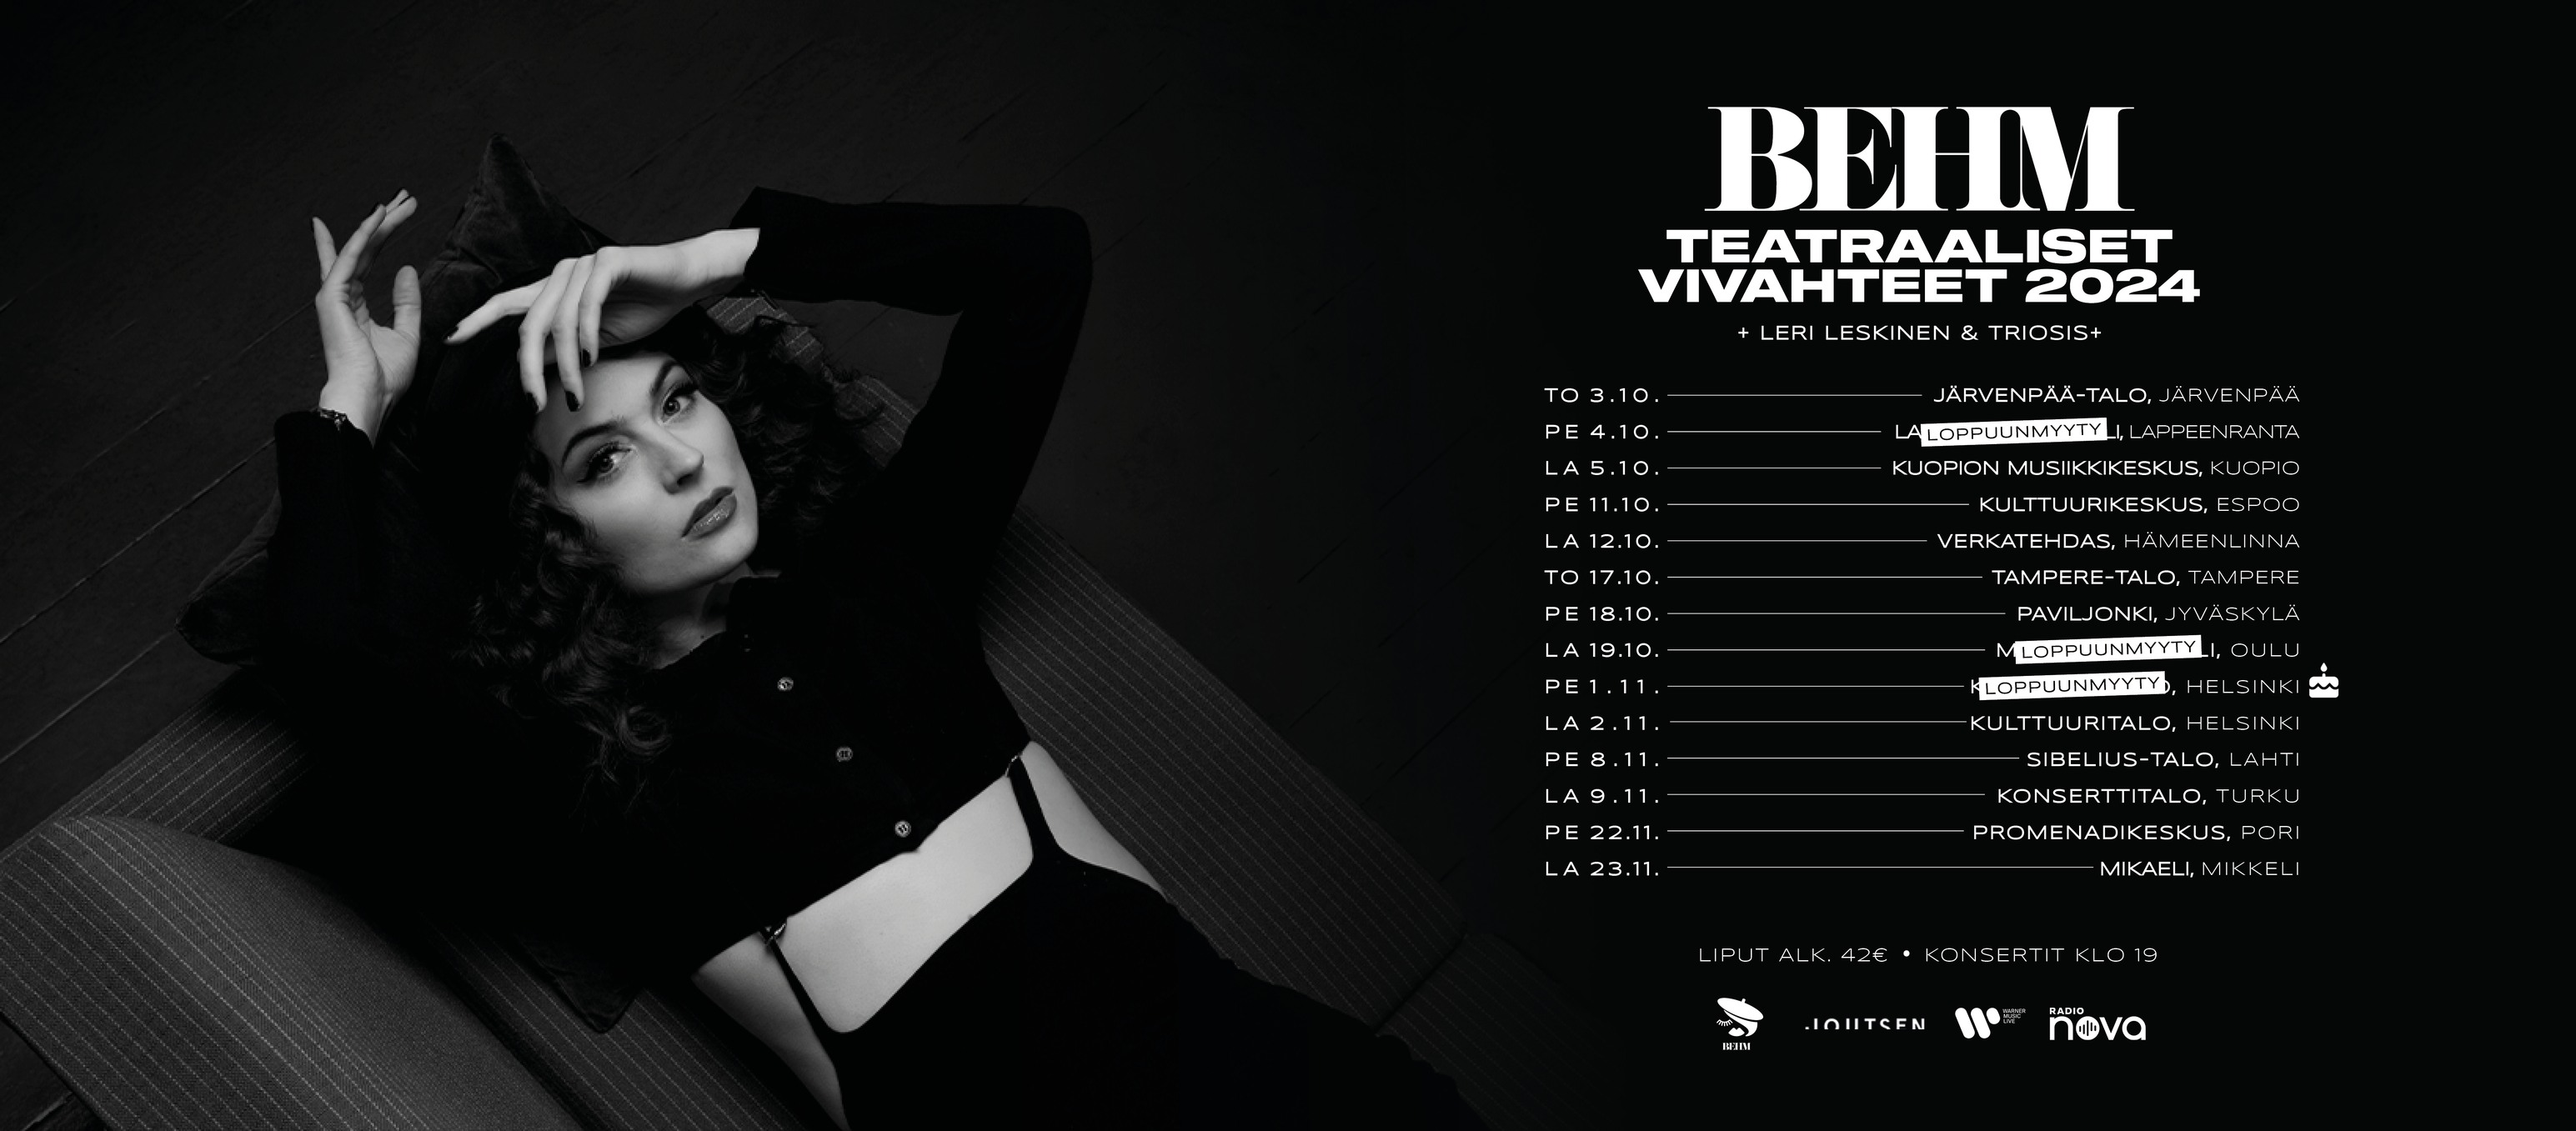 BEHM
TEATRAALISET
VIVAHTEET 2024
+ LERI LESKINEN & TRIOSIS+
TO 3.10. JÄRVENPÄÄ-TALO, JÄRVENPÄÄ
PE 4.10. LOPPUUNMYYTY LAPPEENRANTA
LA 5.10. KUOPION MUSIIKKIKESKUS, KUOPIO
PE 11.10. KULTTUURIKESKUS, ESPOO
LA 12.10. VERKATEHDAS, HÄMEENLINNA
TO 17.10. TAMPERE-TALO, TAMPERE
PE 18.10. PAVILJONKI, JYVÄSKYLÄ
LA 19.10. LOPPUUNMYYTY OULU
PE 1.11. LOPPUUNMYYTY HELSINKI
LA 2.11. KULTTUURITALO, HELSINKI
PE 8.11. SIBELIUS-TALO, LAHTI
LA 9.11. KONSERTTITALO, TURKU
PE 22.11. PROMENADIKESKUS, PORI
LA 23.11. MIKAELI, MIKKELI
LIPUT ALK. 42€ • KONSERTIT KLO 19
BEHM
JOUTSEN
WARNER MUSIC LIVE
RADIO nova